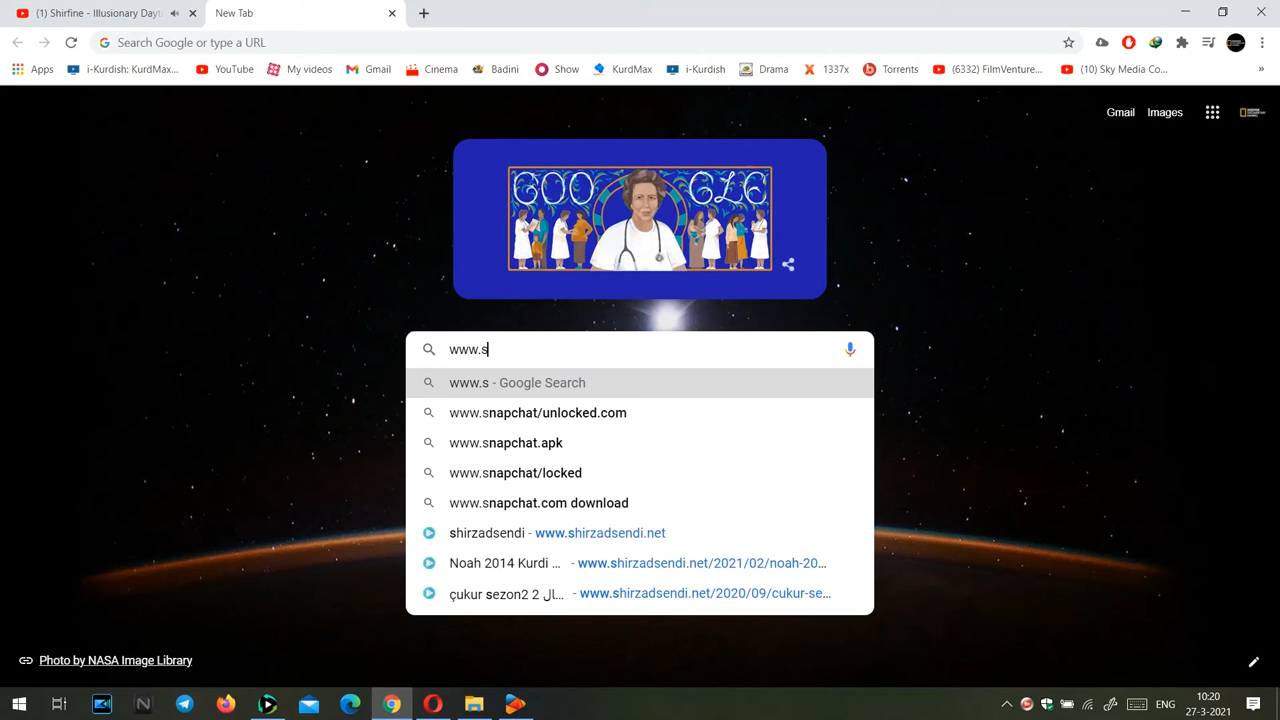 (1) Shirfine - Illusionary Dayt
New Tab
Search Google or type a URL
Apps
i-Kurdish: KurdMax...
YouTube
My videos
Gmail
Cinema
Badini
Show
KurdMax
i-Kurdish
Drama
1337x
Torrents
(6332) FilmVenture...
(10) Sky Media Co...
»
Gmail
Images
GOO GLE
www.s
www.s - Google Search
www.snapchat/unlocked.com
www.snapchat.apk
www.snapchat/locked
www.snapchat.com download
shirzadsendi - www.shirzadsendi.net
Noah 2014 Kurdi ... - www.shirzadsendi.net/2021/02/noah-20...
çukur sezon2 2 ال... - www.shirzadsendi.net/2020/09/cukur-se...
Photo by NASA Image Library
10:20
ENG
27-3-2021